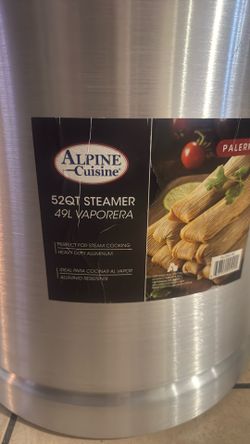 PALER
ALPINE
Cuisine®
52QT STEAMER
49L VAPORERA
PERFECT FOR STEAM COOKING
HEAVY DUTY ALUMINUM
IDEAL PARA COCINAR AL VAPOR
ALUMINIO RESISTENTE